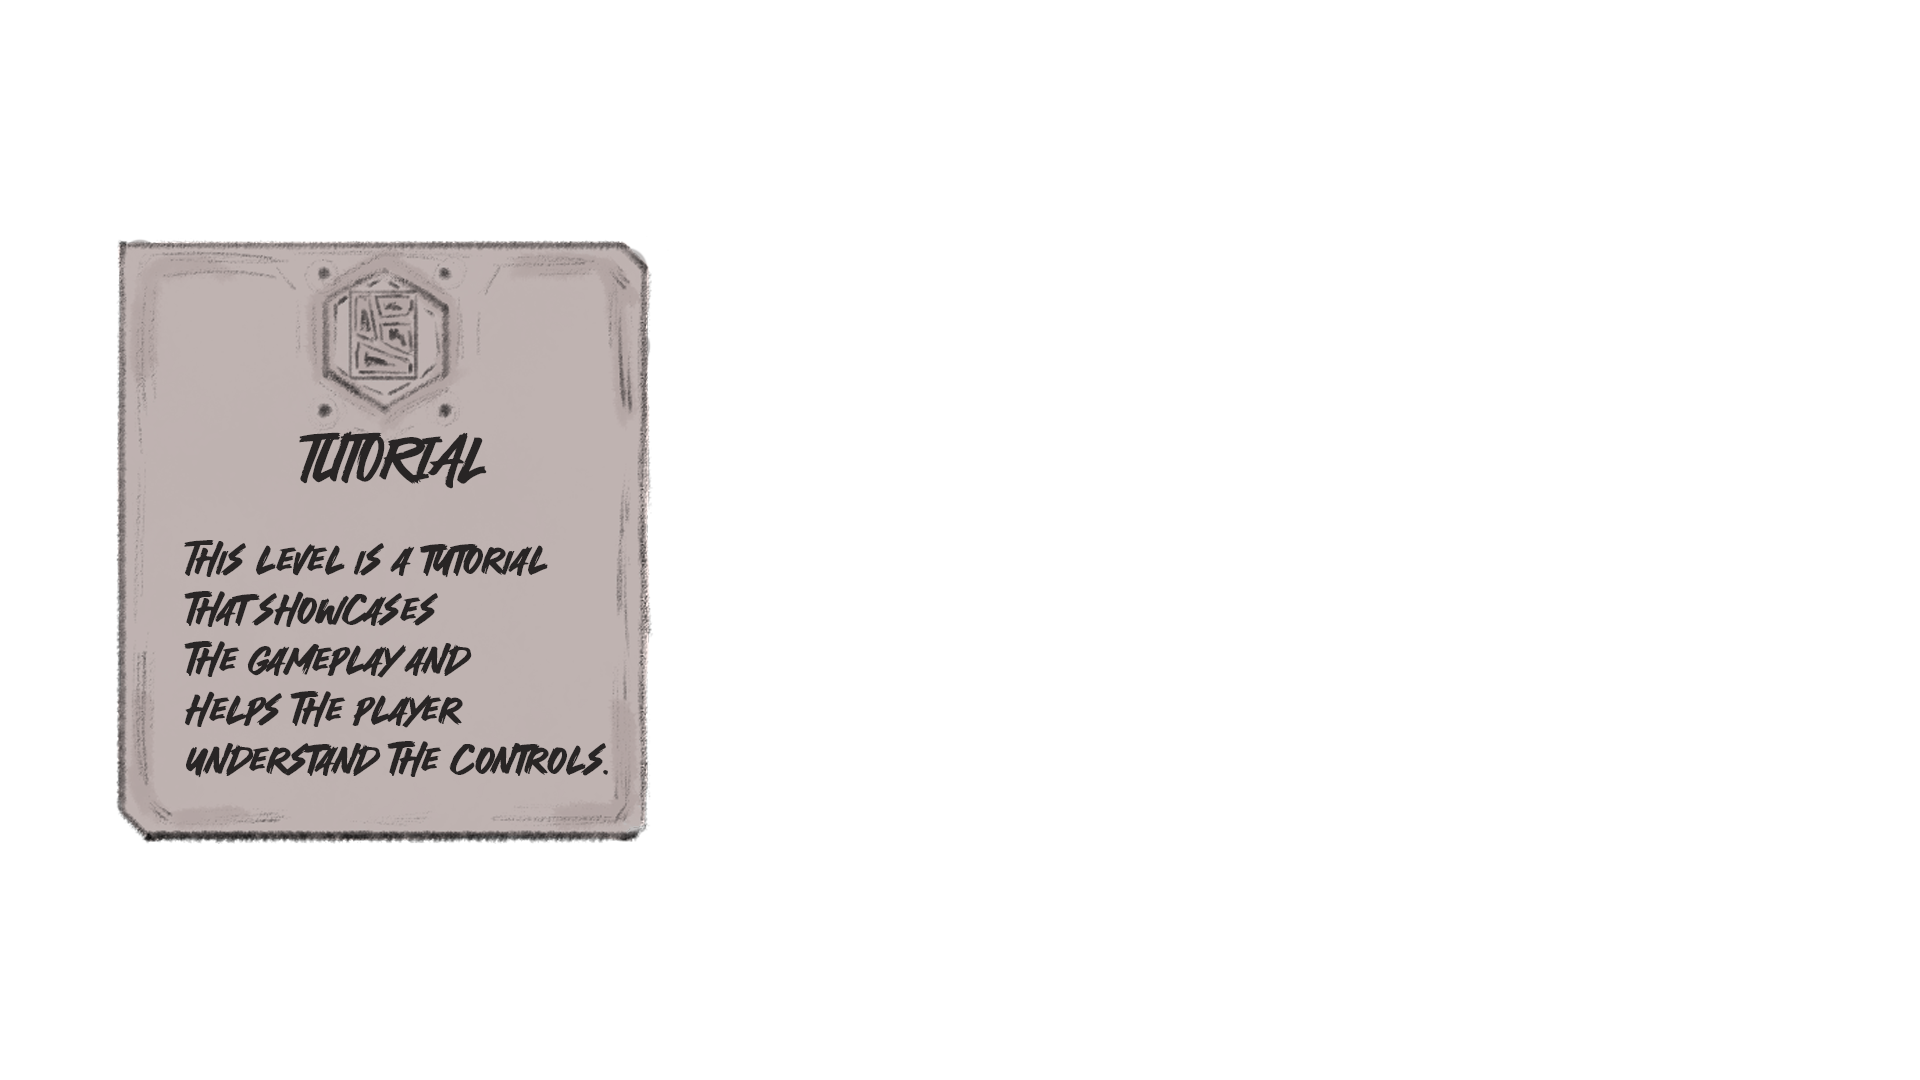 TUTORIAL
THIS LEVEL IS A TUTORIAL
THAT SHOWCASES
THE GAMEPLAY AND
HELPS THE PLAYER
UNDERSTAND THE CONTROLS.